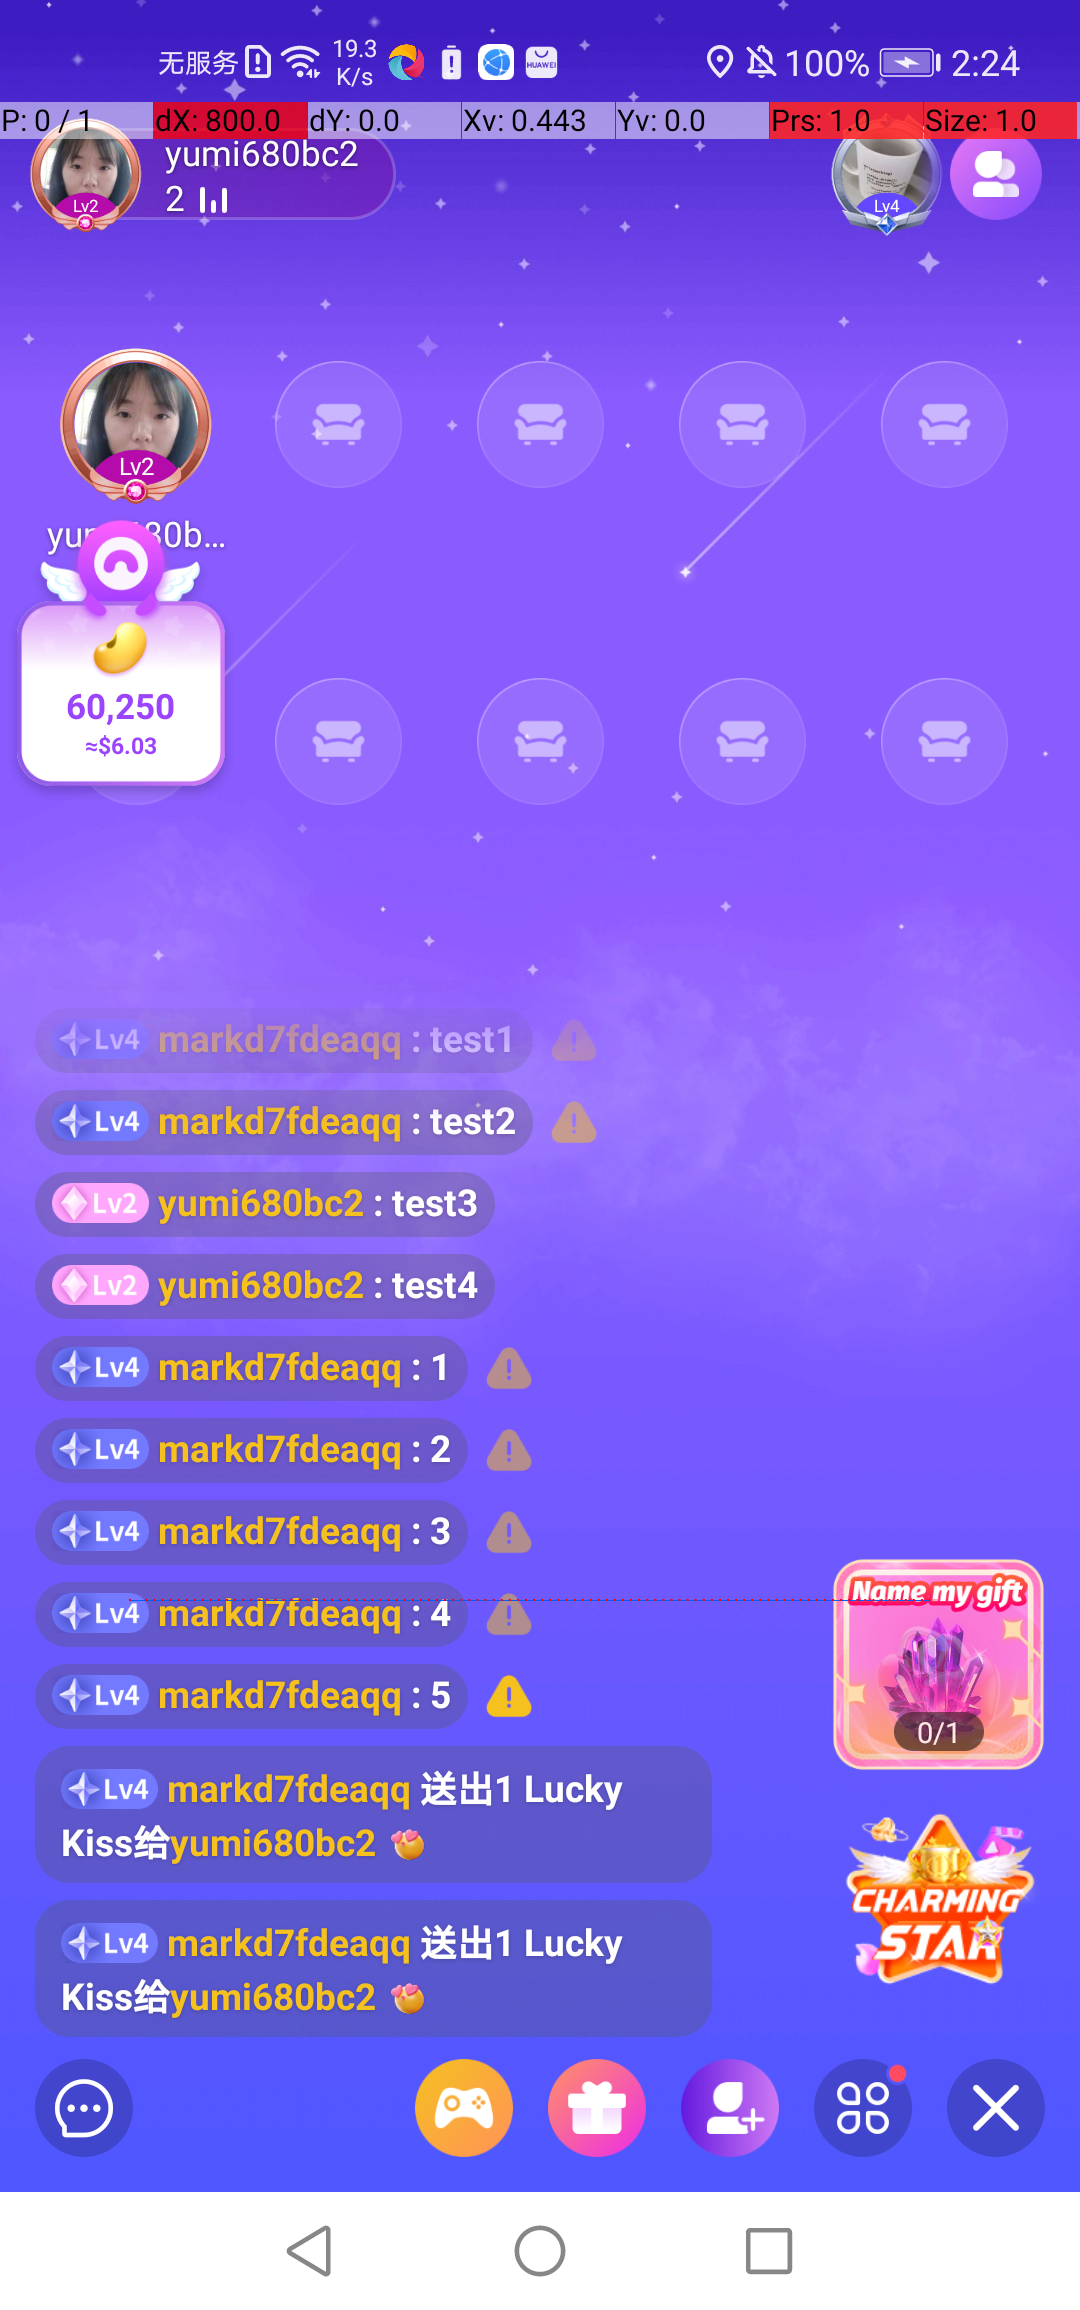 无服务 19.3 K/s HUAWEI 100% 2:24
P: 0 / 1 dX: 800.0 dY: 0.0 Xv: 0.443 Yv: 0.0 Prs: 1.0 Size: 1.0
yumi680bc2
2
Lv2
Lv4
Lv2
60,250
≈$6.03
Lv4 markd7fdeaqq : test1
Lv4 markd7fdeaqq : test2
Lv2 yumi680bc2 : test3
Lv2 yumi680bc2 : test4
Lv4 markd7fdeaqq : 1
Lv4 markd7fdeaqq : 2
Lv4 markd7fdeaqq : 3
Lv4 markd7fdeaqq : 4
Lv4 markd7fdeaqq : 5
Name my gift
0/1
Lv4 markd7fdeaqq 送出1 Lucky
Kiss给yumi680bc2
CHARMING
STAR
Lv4 markd7fdeaqq 送出1 Lucky
Kiss给yumi680bc2